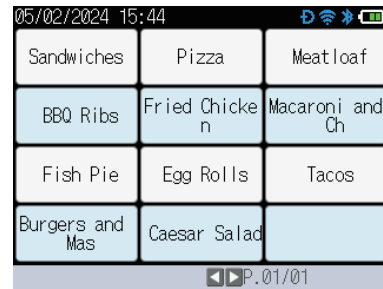 05/02/2024 15:44
Sandwiches
Pizza
Meatloaf
BBQ Ribs
Fried Chicke
n
Macaroni and
Ch
Fish Pie
Egg Rolls
Tacos
Burgers and
Mas
Caesar Salad
P.01/01